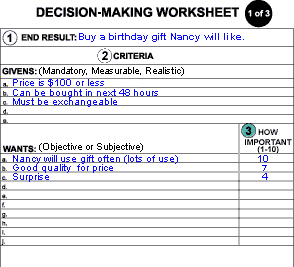 DECISION-MAKING WORKSHEET 1 of 3
1 END RESULT: Buy a birthday gift Nancy will like.
2 CRITERIA
GIVENS: (Mandatory, Measurable, Realistic)
a. Price is $100 or less
b. Can be bought in next 48 hours
c. Must be exchangeable
d.
e.
3 HOW
IMPORTANT
WANTS: (Objective or Subjective) (1-10)
a. Nancy will use gift often (lots of use) 10
b. Good quality for price 7
c. Surprise 4
d.
e.
f.
g.
h.
i.
j.